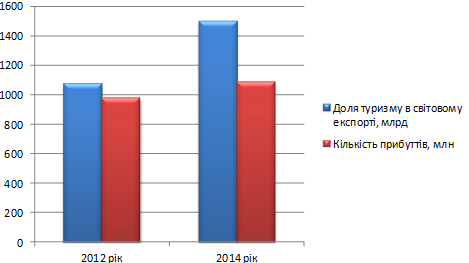 1600
1400
1200
1000
800
600
400
200
0
2012 рік
2014 рік
Доля туризму в світовому
експорті, млрд
Кількість прибуттів, млн